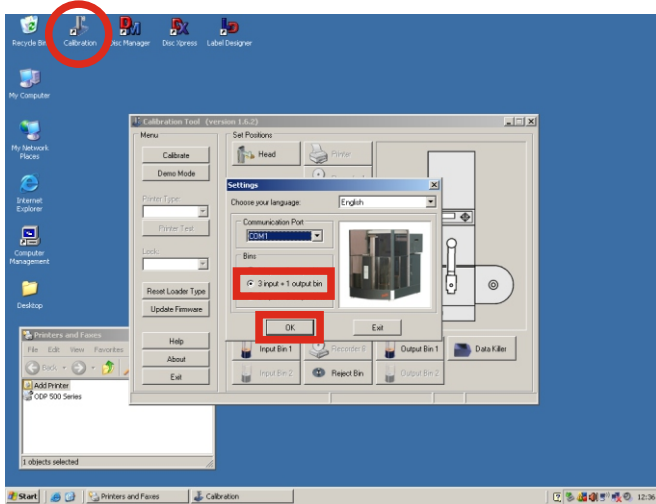 Recycle Bin
Calibration
Disc Manager
Disc Xpress
Label Designer
My Computer
My Network
Places
Internet
Explorer
Computer
Management
Desktop
Calibration Tool (version 1.6.2)
Menu
Calibrate
Demo Mode
Printer Type:
Printer Test
Lock:
Reset Loader Type
Update Firmware
Help
About
Exit
Set Positions
Head
Printer
Settings
Choose your language:
English
Communication Port
COM1
Bins
3 input + 1 output bin
OK
Exit
Input Bin 1
Output Bin 1
Data Killer
Input Bin 2
Reject Bin
Output Bin 2
Printers and Faxes
File Edit View Favorites
Back
Add Printer
ODP 500 Series
1 objects selected
Start
Printers and Faxes
Calibration
12:36